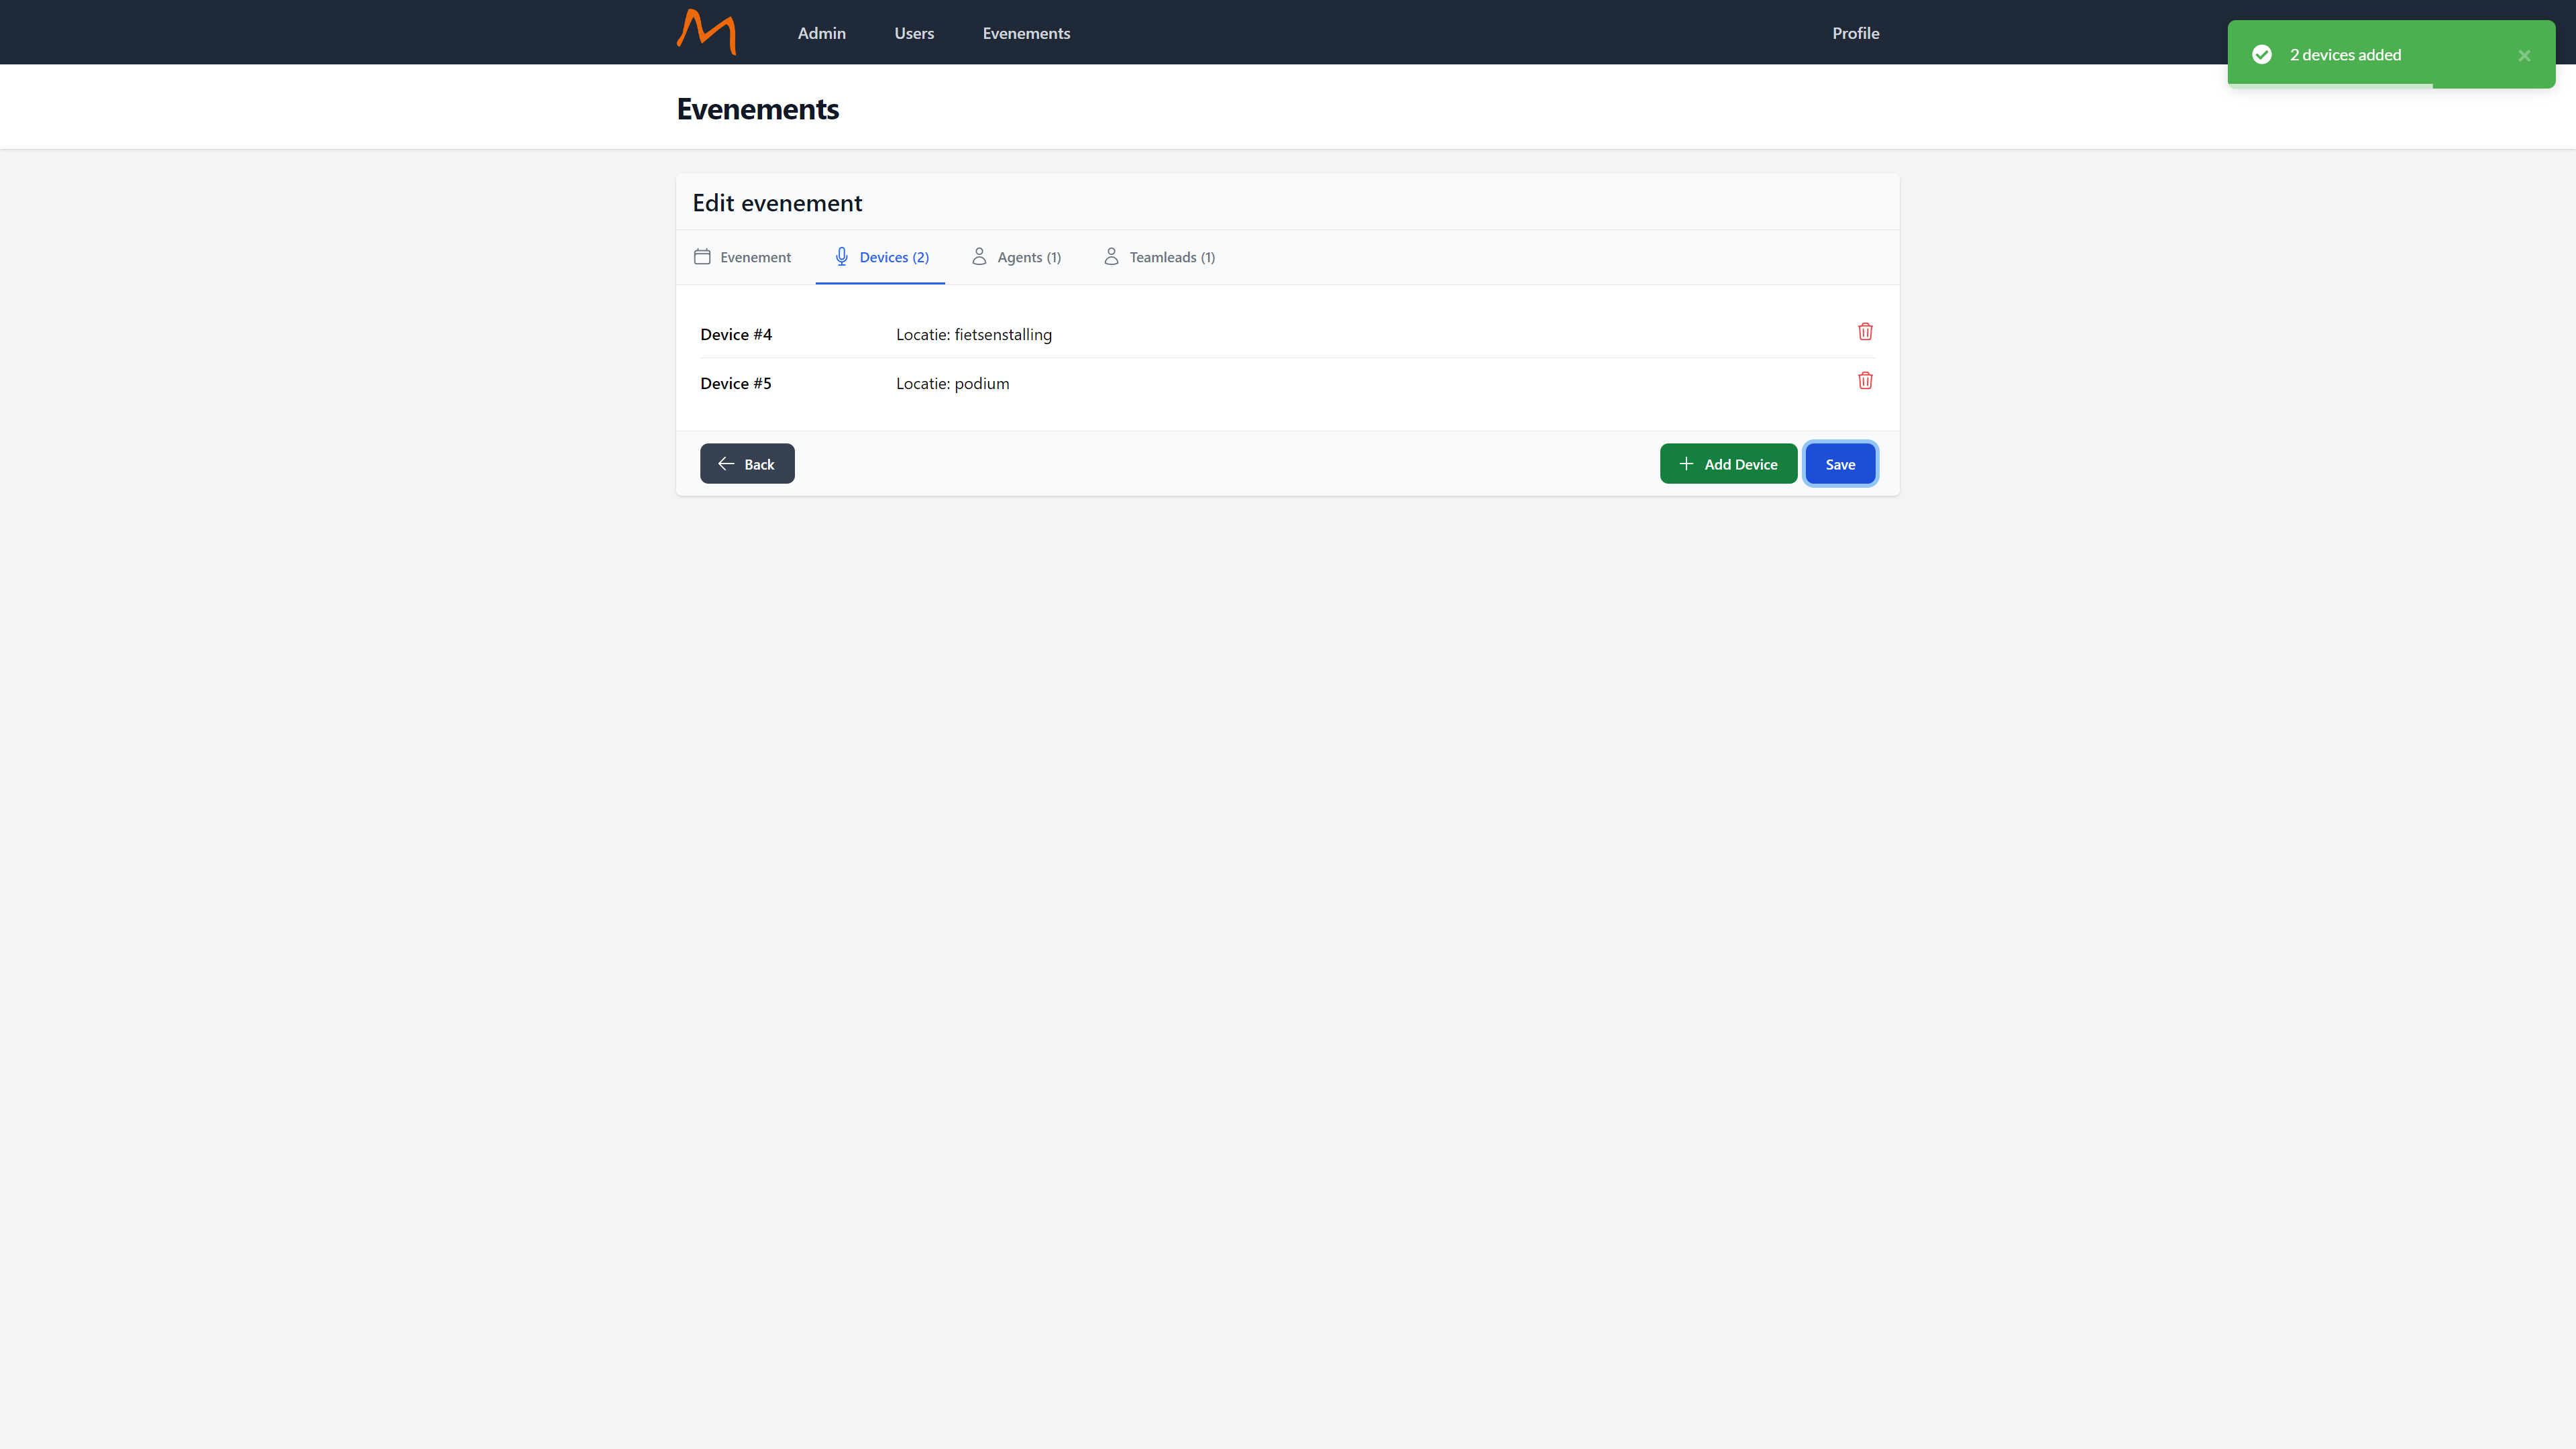 Admin Users Evenements Profile
2 devices added
Evenements
Edit evenement
Evenement Devices (2) Agents (1) Teamleads (1)
Device #4 Locatie: fietsenstalling
Device #5 Locatie: podium
Back Add Device Save